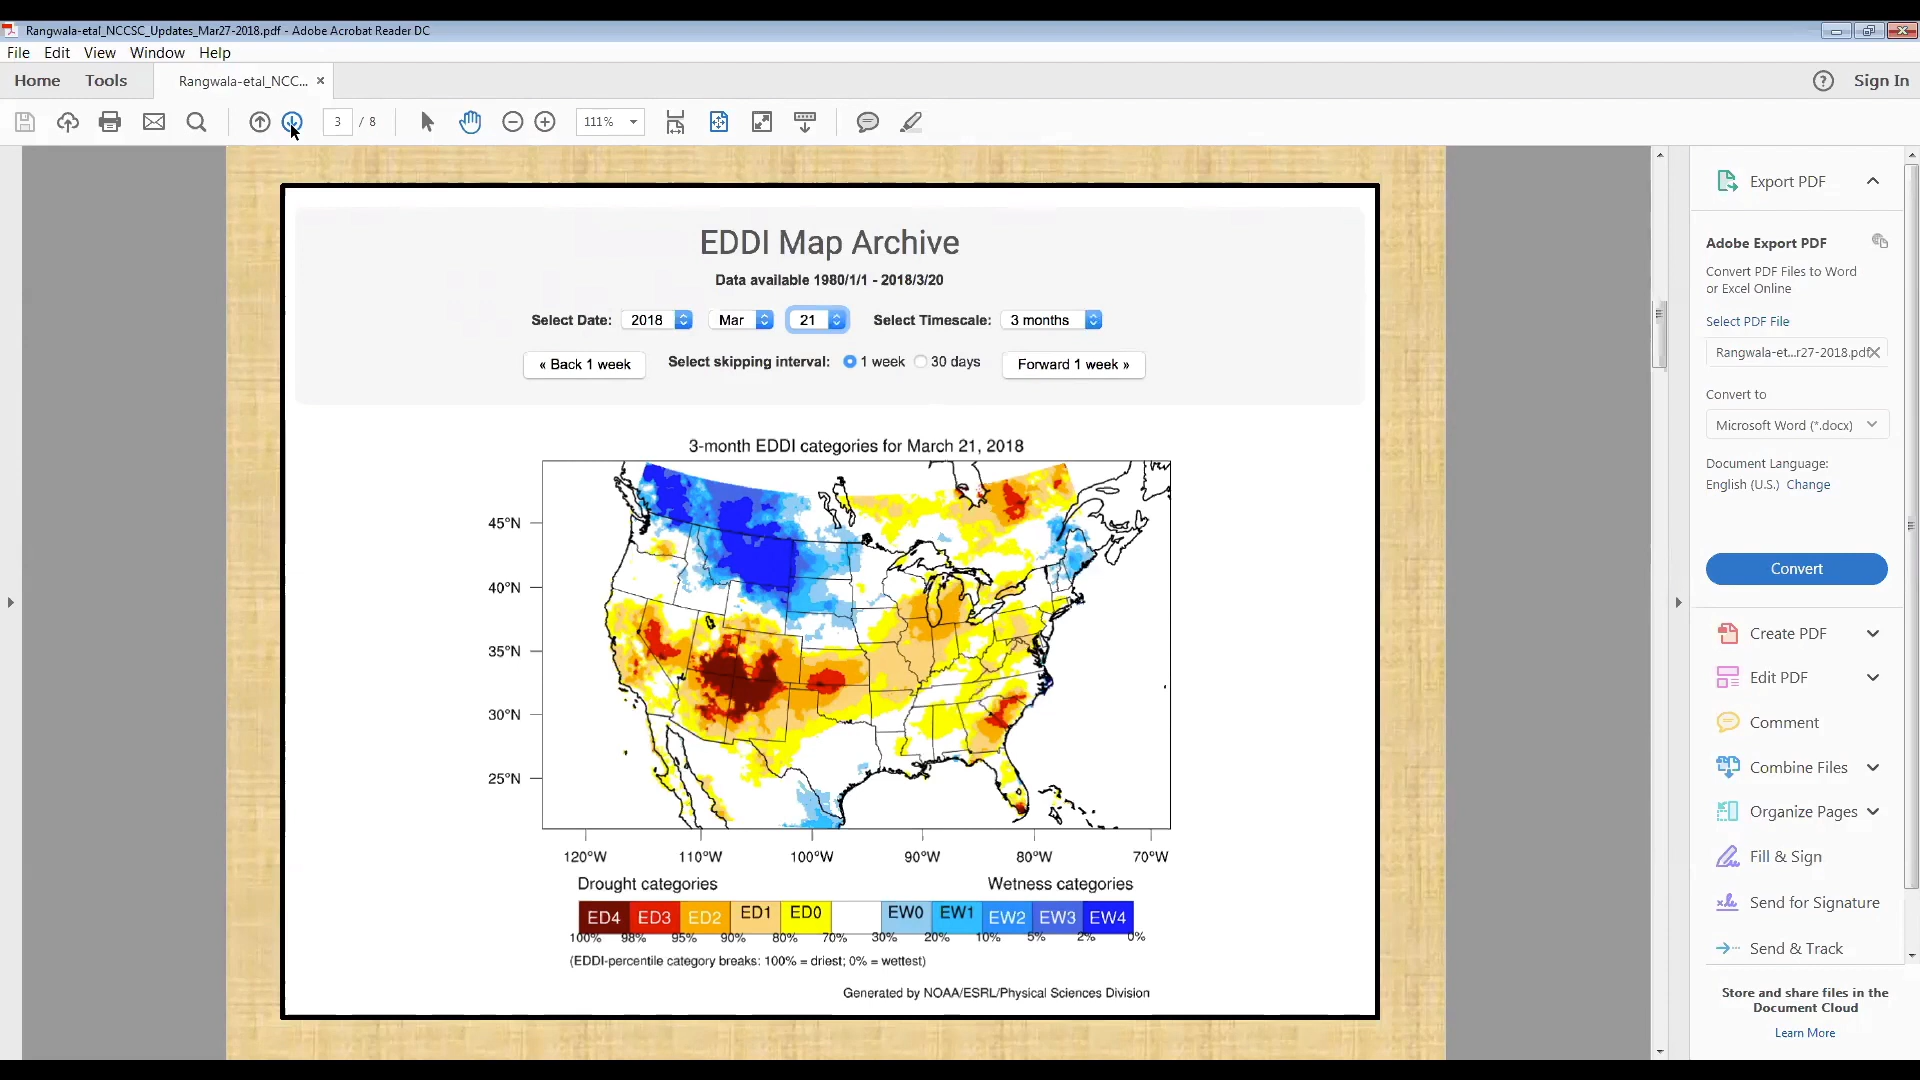 Rangwala-etal_NCCSC_Updates_Mar27-2018.pdf - Adobe Acrobat Reader DC
File Edit View Window Help
Home Tools Rangwala-etal_NCC... × Sign In
3 / 8 111%
EDDI Map Archive
Data available 1980/1/1 - 2018/3/20
Select Date: 2018 Mar 21 Select Timescale: 3 months
« Back 1 week Select skipping interval: 1 week 30 days Forward 1 week »
3-month EDDI categories for March 21, 2018
45°N
40°N
35°N
30°N
25°N
120°W 110°W 100°W 90°W 80°W 70°W
Drought categories Wetness categories
ED4 ED3 ED2 ED1 ED0 EW0 EW1 EW2 EW3 EW4
100% 98% 95% 90% 80% 70% 30% 20% 10% 5% 2% 0%
(EDDI-percentile category breaks: 100% = driest; 0% = wettest)
Generated by NOAA/ESRL/Physical Sciences Division
Export PDF
Adobe Export PDF
Convert PDF Files to Word
or Excel Online
Select PDF File
Rangwala-et...r27-2018.pdf
Convert to
Microsoft Word (*.docx)
Document Language:
English (U.S.) Change
Convert
Create PDF
Edit PDF
Comment
Combine Files
Organize Pages
Fill & Sign
Send for Signature
Send & Track
Store and share files in the
Document Cloud
Learn More